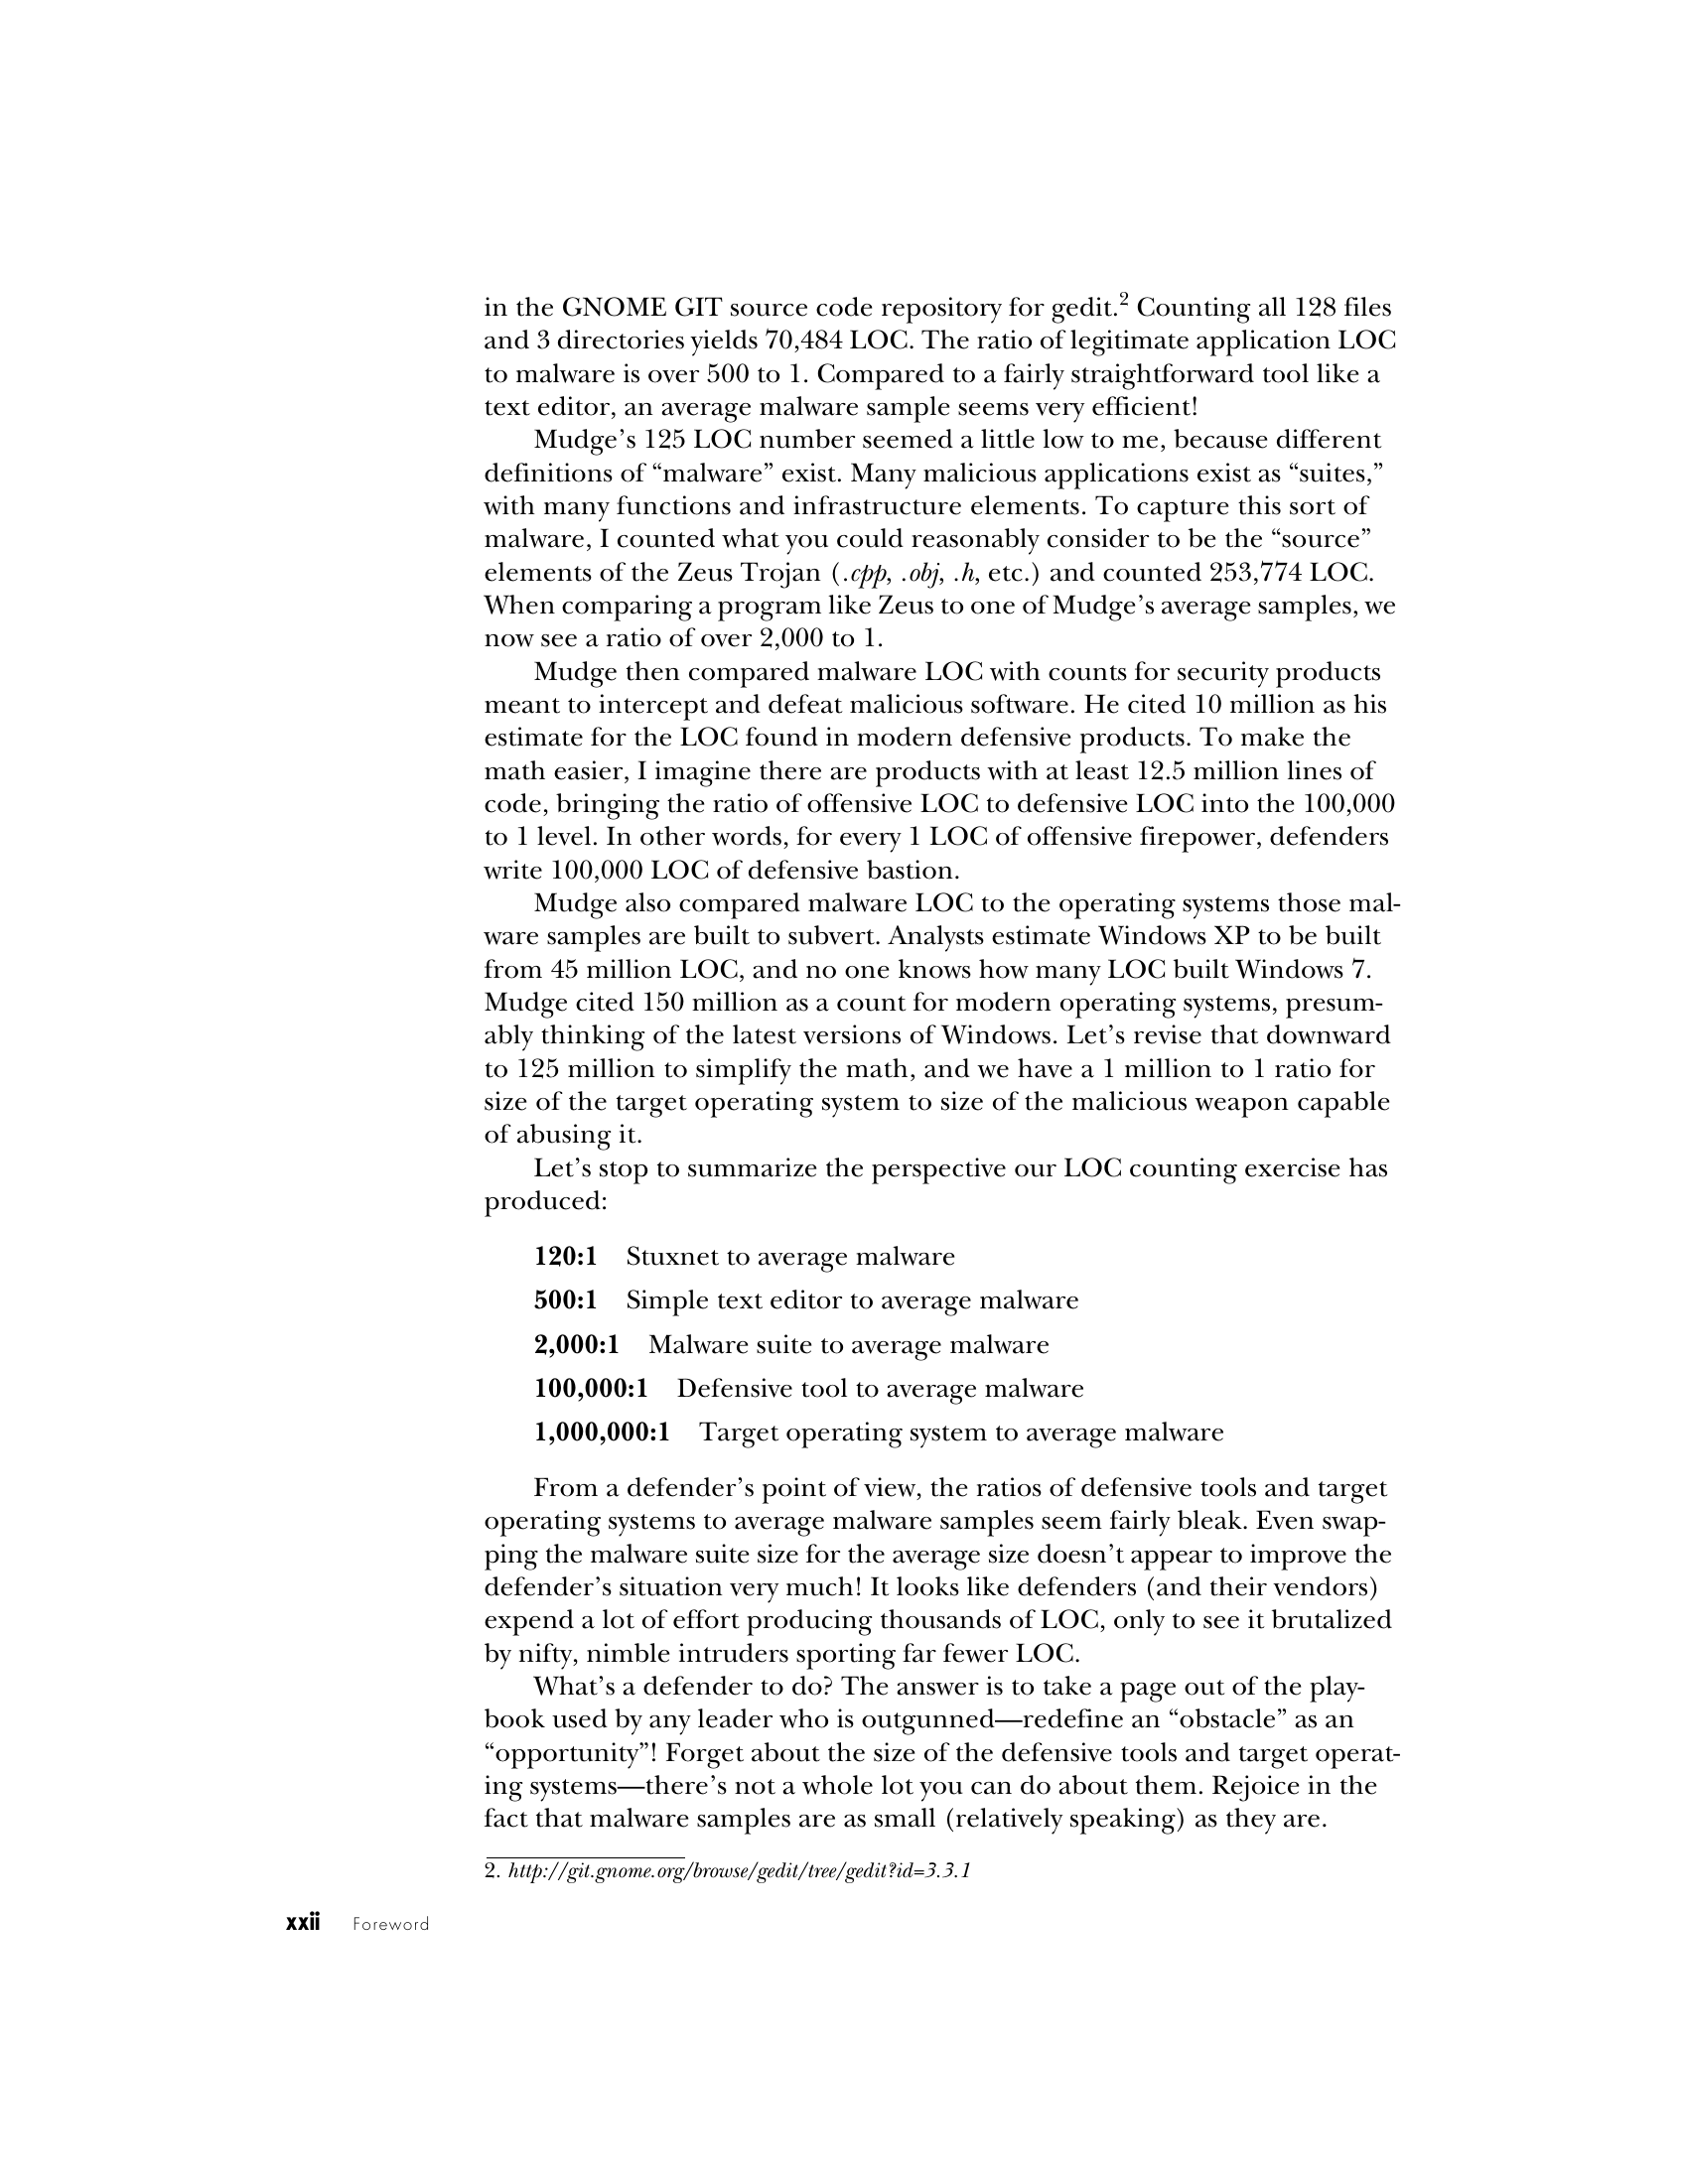 in the GNOME GIT source code repository for gedit.2 Counting all 128 files
and 3 directories yields 70,484 LOC. The ratio of legitimate application LOC
to malware is over 500 to 1. Compared to a fairly straightforward tool like a
text editor, an average malware sample seems very efficient!
Mudge’s 125 LOC number seemed a little low to me, because different
definitions of “malware” exist. Many malicious applications exist as “suites,”
with many functions and infrastructure elements. To capture this sort of
malware, I counted what you could reasonably consider to be the “source”
elements of the Zeus Trojan (.cpp, .obj, .h, etc.) and counted 253,774 LOC.
When comparing a program like Zeus to one of Mudge’s average samples, we
now see a ratio of over 2,000 to 1.
Mudge then compared malware LOC with counts for security products
meant to intercept and defeat malicious software. He cited 10 million as his
estimate for the LOC found in modern defensive products. To make the
math easier, I imagine there are products with at least 12.5 million lines of
code, bringing the ratio of offensive LOC to defensive LOC into the 100,000
to 1 level. In other words, for every 1 LOC of offensive firepower, defenders
write 100,000 LOC of defensive bastion.
Mudge also compared malware LOC to the operating systems those mal-
ware samples are built to subvert. Analysts estimate Windows XP to be built
from 45 million LOC, and no one knows how many LOC built Windows 7.
Mudge cited 150 million as a count for modern operating systems, presum-
ably thinking of the latest versions of Windows. Let’s revise that downward
to 125 million to simplify the math, and we have a 1 million to 1 ratio for
size of the target operating system to size of the malicious weapon capable
of abusing it.
Let’s stop to summarize the perspective our LOC counting exercise has
produced:
120:1 Stuxnet to average malware
500:1 Simple text editor to average malware
2,000:1 Malware suite to average malware
100,000:1 Defensive tool to average malware
1,000,000:1 Target operating system to average malware
From a defender’s point of view, the ratios of defensive tools and target
operating systems to average malware samples seem fairly bleak. Even swap-
ping the malware suite size for the average size doesn’t appear to improve the
defender’s situation very much! It looks like defenders (and their vendors)
expend a lot of effort producing thousands of LOC, only to see it brutalized
by nifty, nimble intruders sporting far fewer LOC.
What’s a defender to do? The answer is to take a page out of the play-
book used by any leader who is outgunned—redefine an “obstacle” as an
“opportunity”! Forget about the size of the defensive tools and target operat-
ing systems—there’s not a whole lot you can do about them. Rejoice in the
fact that malware samples are as small (relatively speaking) as they are.
2. http://git.gnome.org/browse/gedit/tree/gedit?id=3.3.1
xxii Foreword